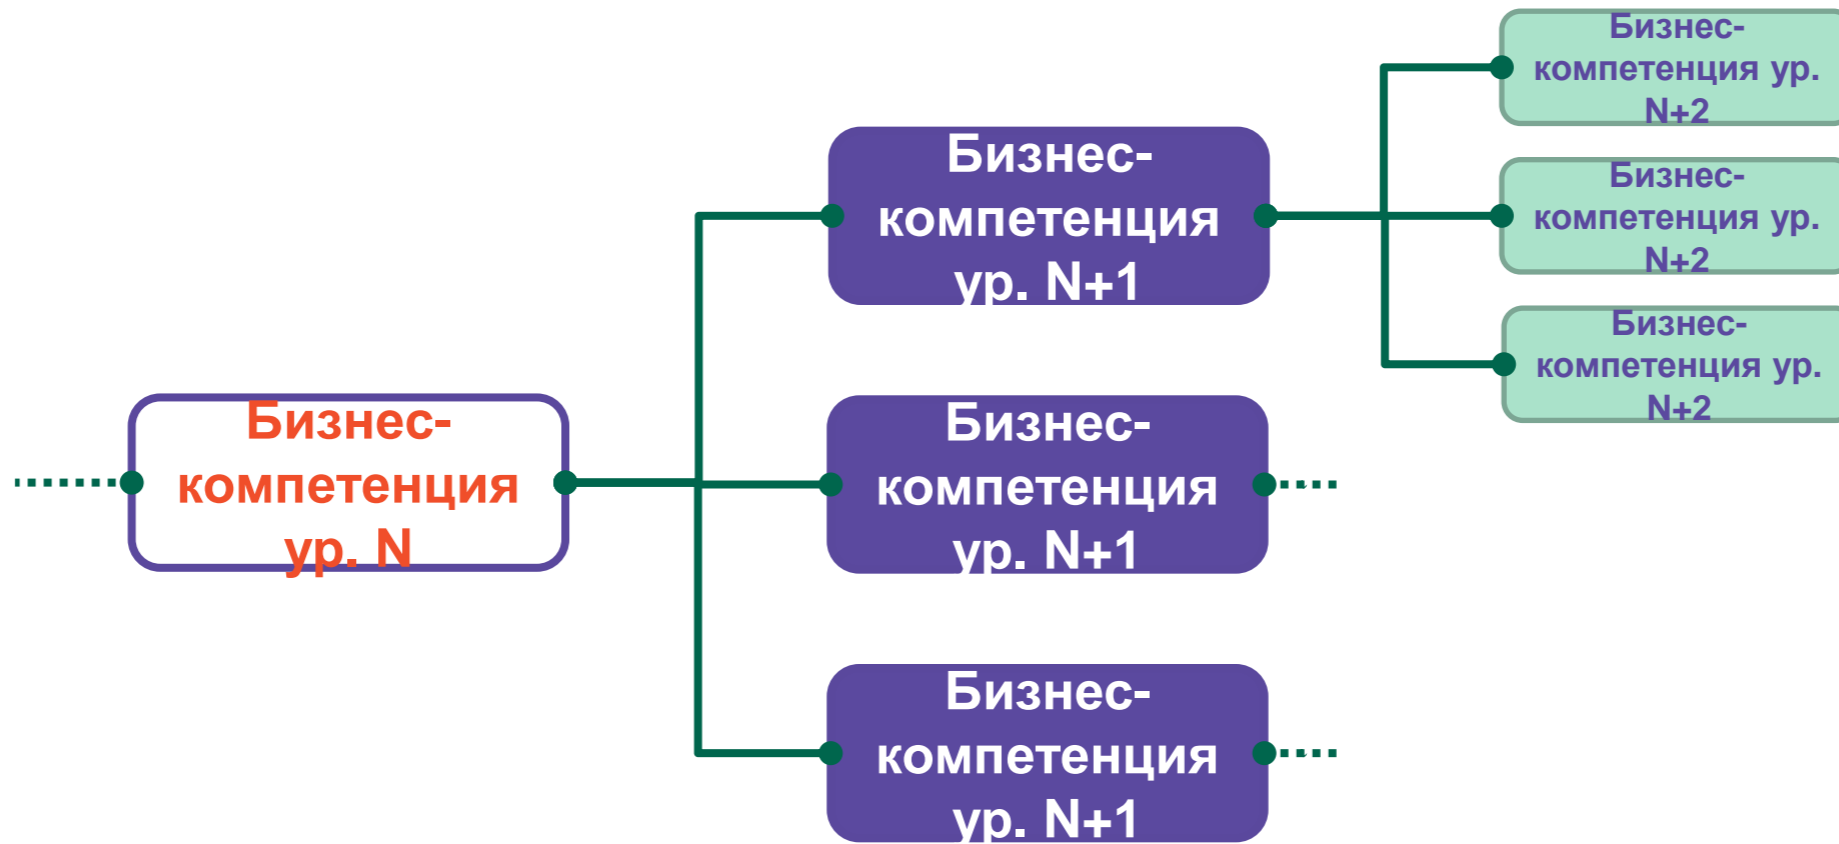 Бизнес-
компетенция
ур. N
Бизнес-
компетенция
ур. N+1
Бизнес-
компетенция ур.
N+2
Бизнес-
компетенция ур.
N+2
Бизнес-
компетенция ур.
N+2
Бизнес-
компетенция
ур. N+1
Бизнес-
компетенция
ур. N+1